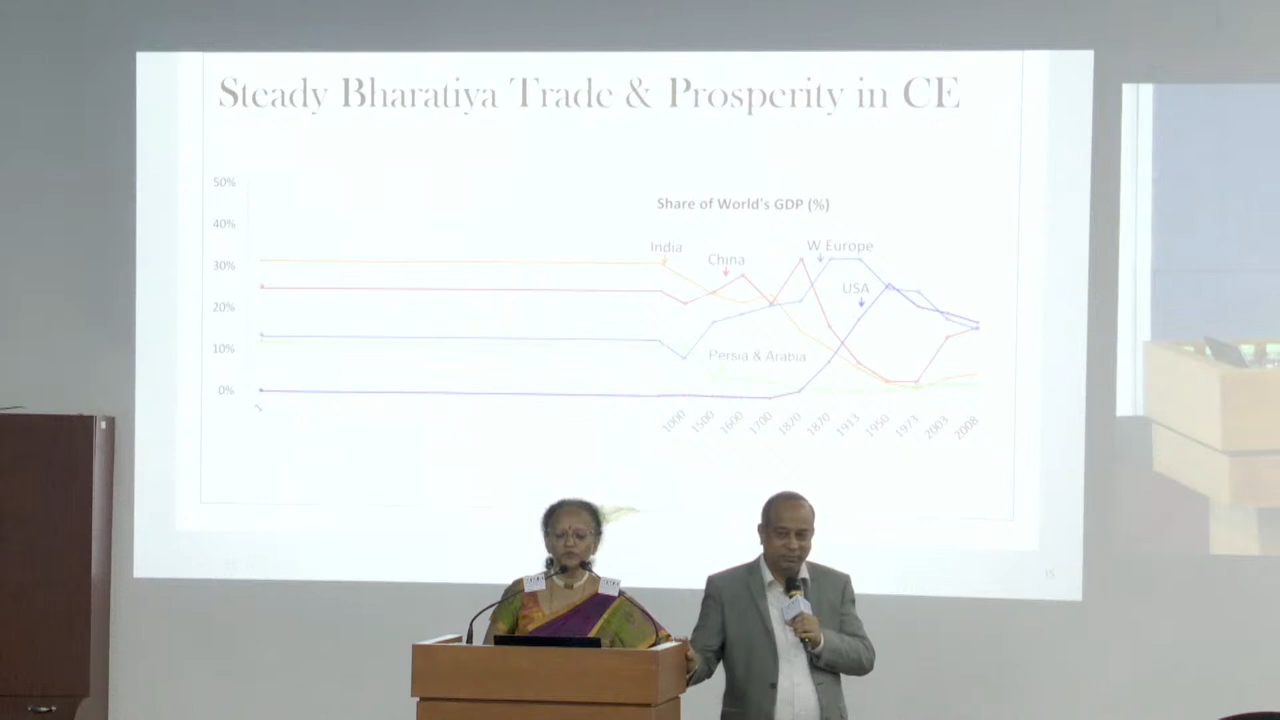 Steady Bharatiya Trade & Prosperity in CE
50%
40%
30%
20%
10%
0%
Share of World's GDP (%)
India
China
W Europe
USA
Persia & Arabia
1
1000
1500
1600
1700
1820
1870
1913
1950
1973
2003
2008
15